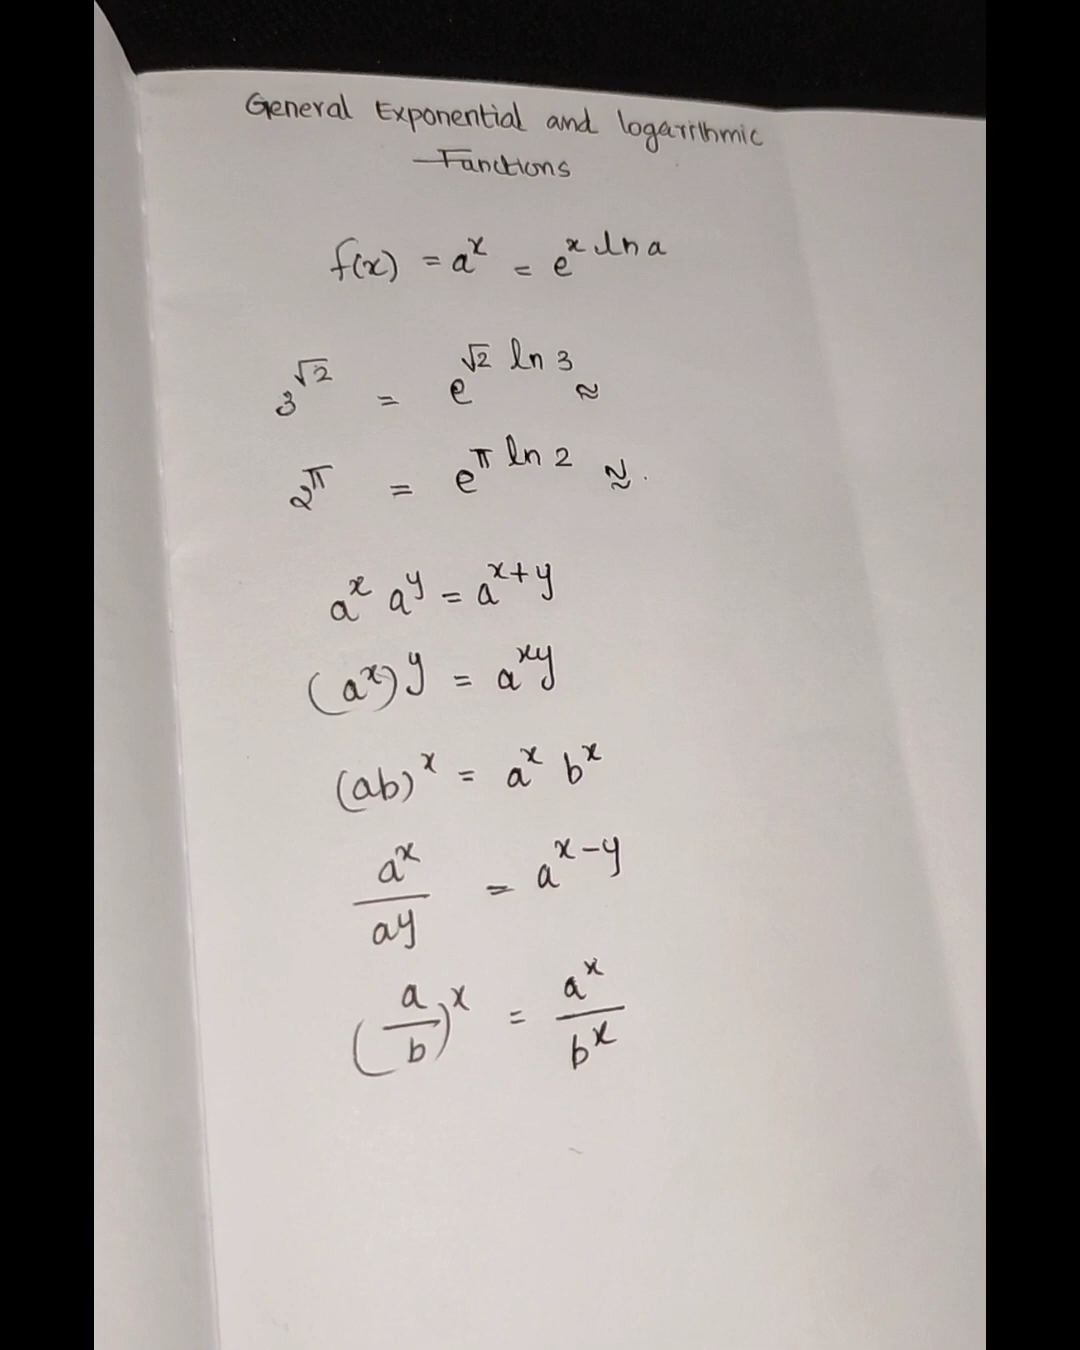 General Exponential and logarithmic
Functions
f(x) = a^x = e^(x ln a)
3^√2 = e^(√2 ln 3) ≈
2^π = e^(π ln 2) ≈.
a^x a^y = a^(x+y)
(a^x)^y = a^(xy)
(ab)^x = a^x b^x
a^x / a^y = a^(x-y)
(a/b)^x = a^x / b^x